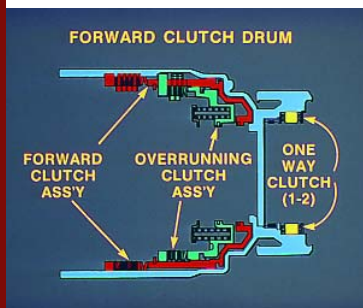 FORWARD CLUTCH DRUM
FORWARD
CLUTCH
ASS'Y
OVERRUNNING
CLUTCH
ASS'Y
ONE
WAY
CLUTCH
(1-2)